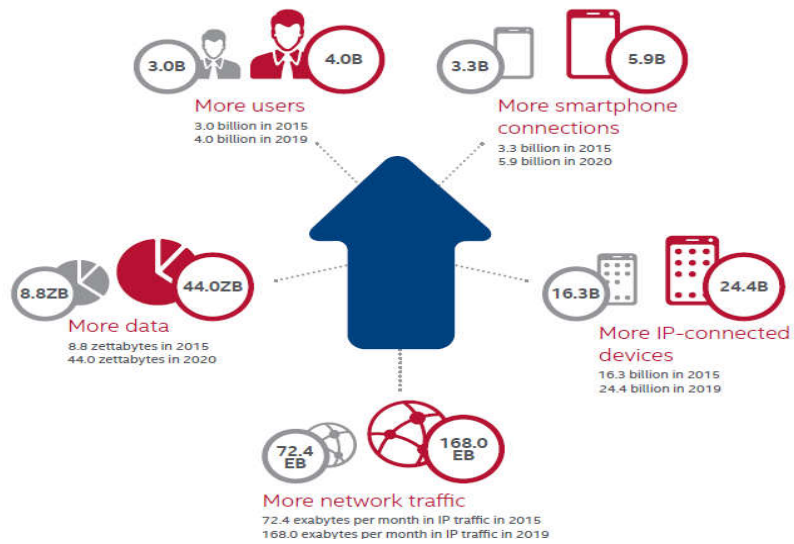 3.0B
4.0B
More users
3.0 billion in 2015
4.0 billion in 2019
3.3B
5.9B
More smartphone
connections
3.3 billion in 2015
5.9 billion in 2020
8.8ZB
44.0ZB
More data
8.8 zettabytes in 2015
44.0 zettabytes in 2020
16.3B
24.4B
More IP-connected
devices
16.3 billion in 2015
24.4 billion in 2019
72.4
EB
168.0
EB
More network traffic
72.4 exabytes per month in IP traffic in 2015
168.0 exabytes per month in IP traffic in 2019